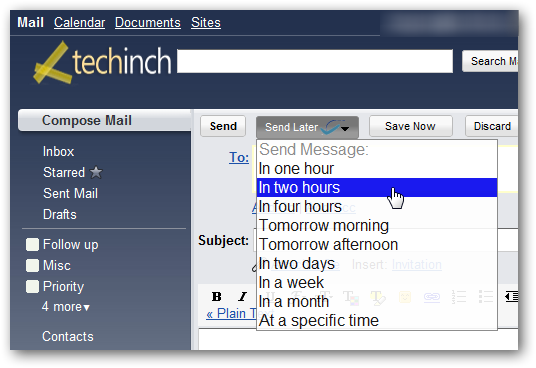 Mail Calendar Documents Sites
techinch
Search M
Compose Mail
Send Send Later Save Now Discard
Inbox
Starred
Sent Mail
Drafts
Follow up
Misc
Priority
4 more
Contacts
To:
Send Message:
In one hour
In two hours
In four hours
Tomorrow morning
Tomorrow afternoon
In two days
In a week
In a month
At a specific time
Subject:
Insert: Invitation
B I
« Plain T